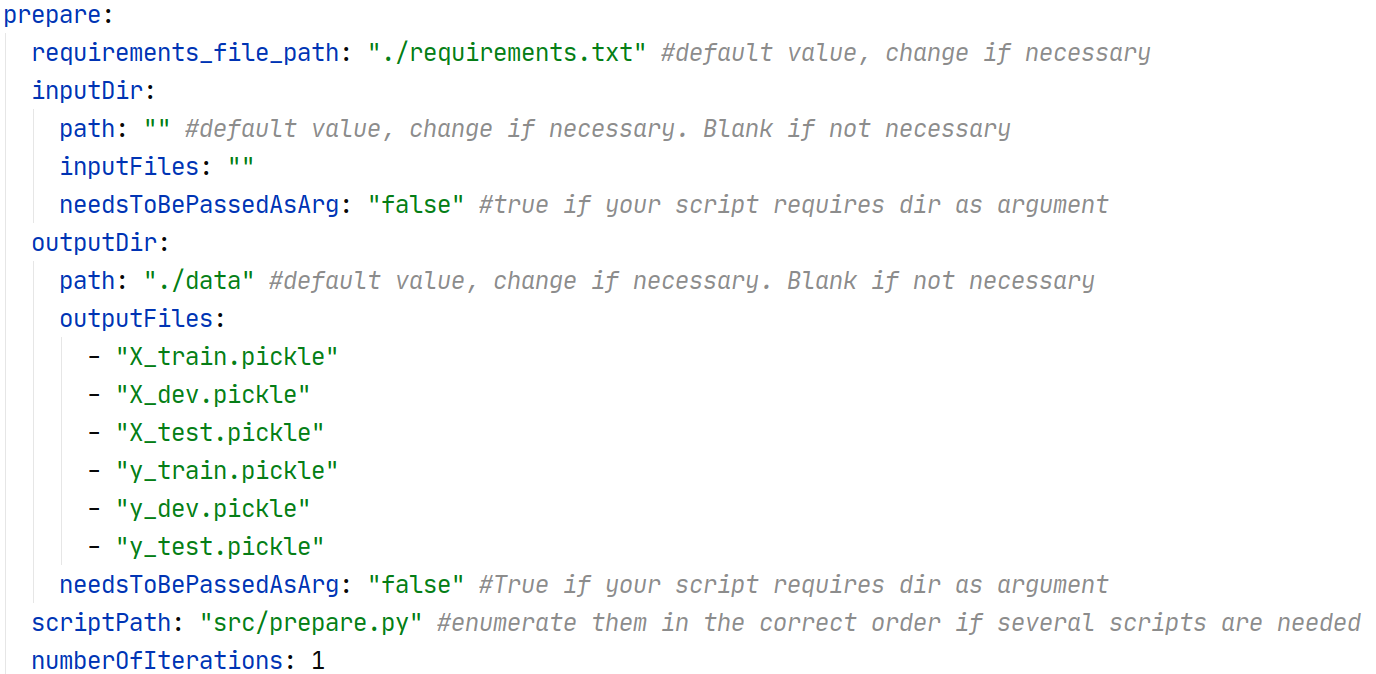 prepare:
  requirements_file_path: "./requirements.txt" #default value, change if necessary
  inputDir:
    path: "" #default value, change if necessary. Blank if not necessary
    inputFiles: ""
    needsToBePassedAsArg: "false" #true if your script requires dir as argument
  outputDir:
    path: "./data" #default value, change if necessary. Blank if not necessary
    outputFiles:
      - "X_train.pickle"
      - "X_dev.pickle"
      - "X_test.pickle"
      - "y_train.pickle"
      - "y_dev.pickle"
      - "y_test.pickle"
    needsToBePassedAsArg: "false" #True if your script requires dir as argument
  scriptPath: "src/prepare.py" #enumerate them in the correct order if several scripts are needed
  numberOfIterations: 1